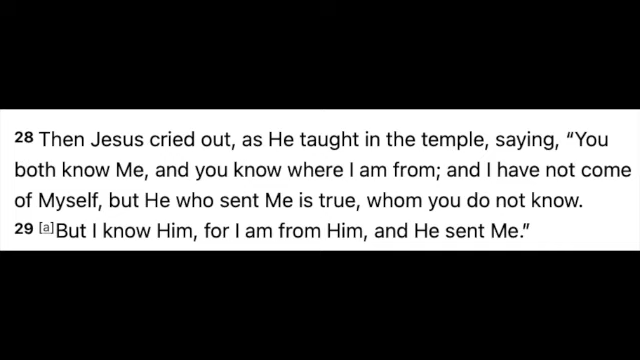 28 Then Jesus cried out, as He taught in the temple, saying, “You
both know Me, and you know where I am from; and I have not come
of Myself, but He who sent Me is true, whom you do not know.
29 [a]But I know Him, for I am from Him, and He sent Me.”